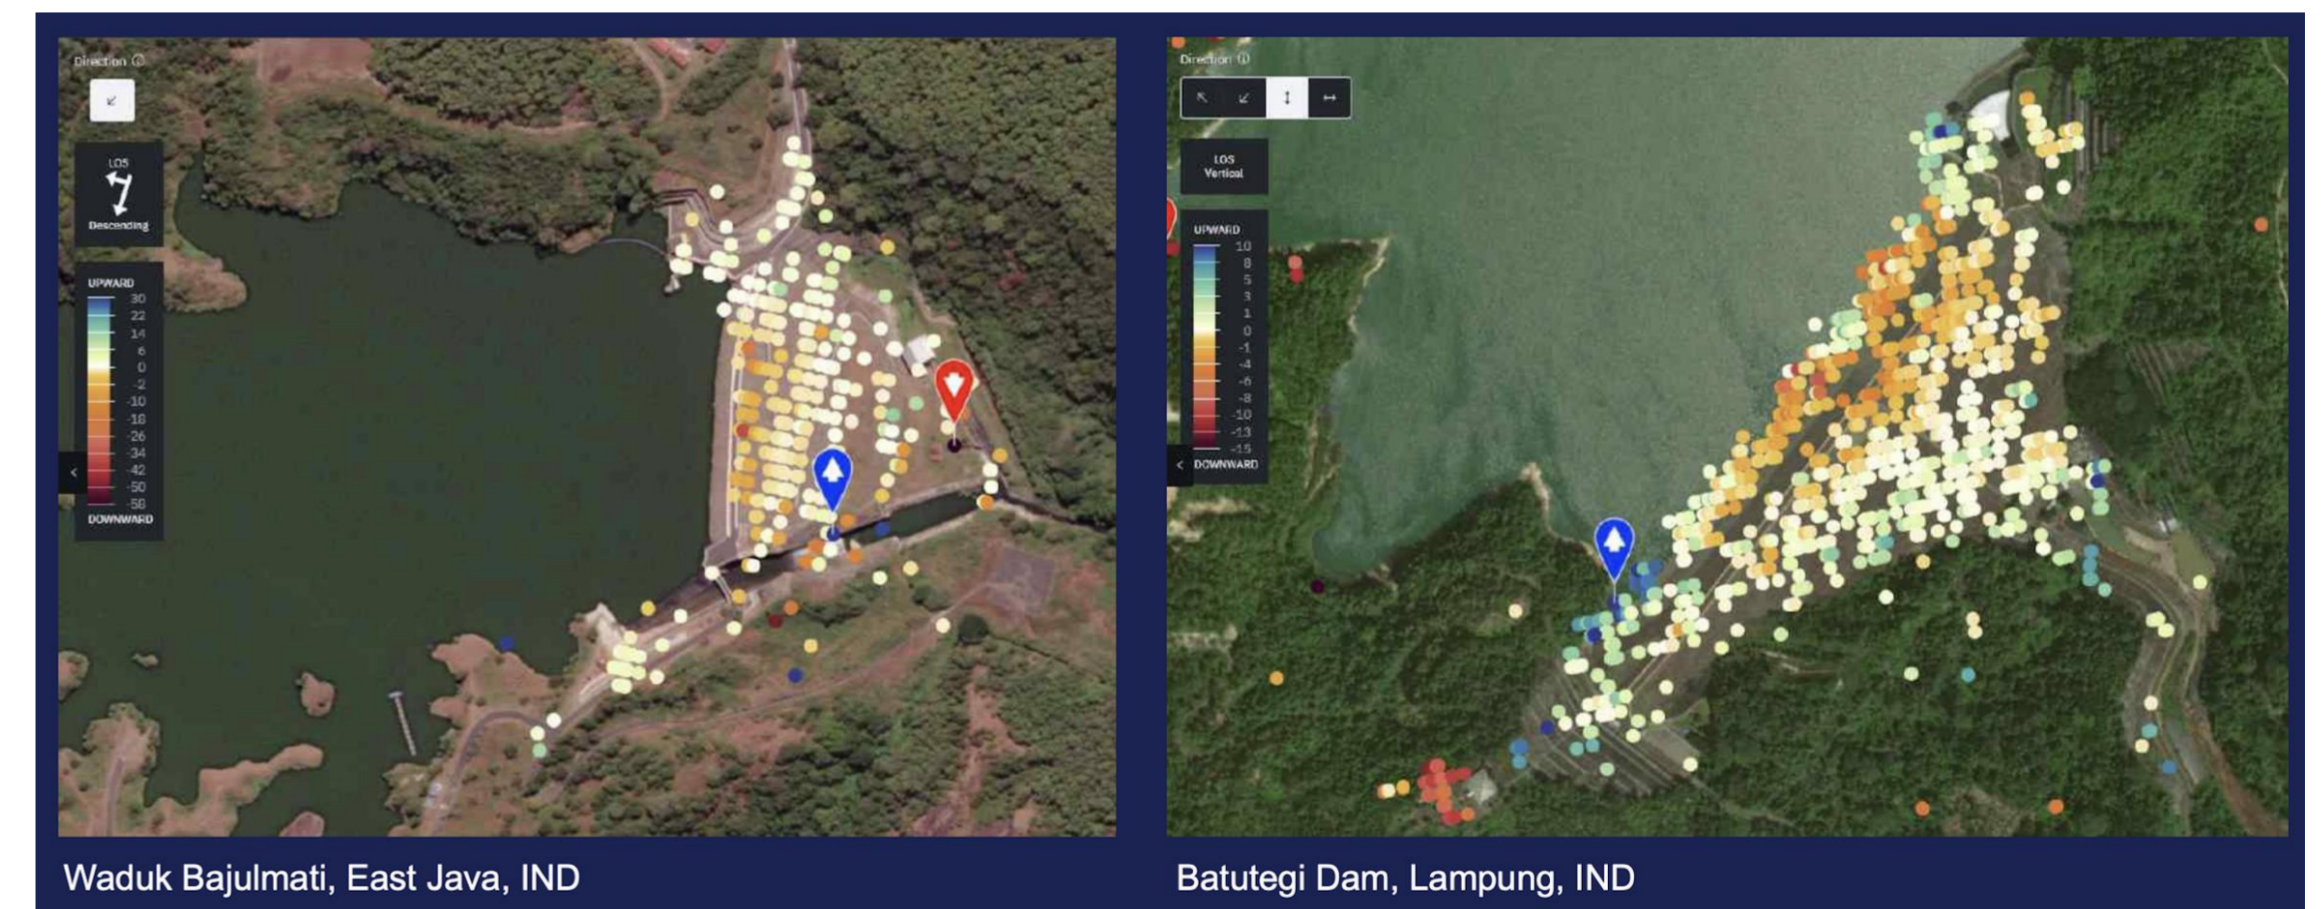 Direction ⓘ
LOS
Descending
UPWARD
30
22
14
6
0
-2
-10
-18
-26
-34
-42
-50
-58
DOWNWARD
Waduk Bajulmati, East Java, IND
Direction ⓘ
LOS
Vertical
UPWARD
10
8
5
3
1
0
-1
-4
-6
-8
-10
-13
-15
DOWNWARD
Batutegi Dam, Lampung, IND